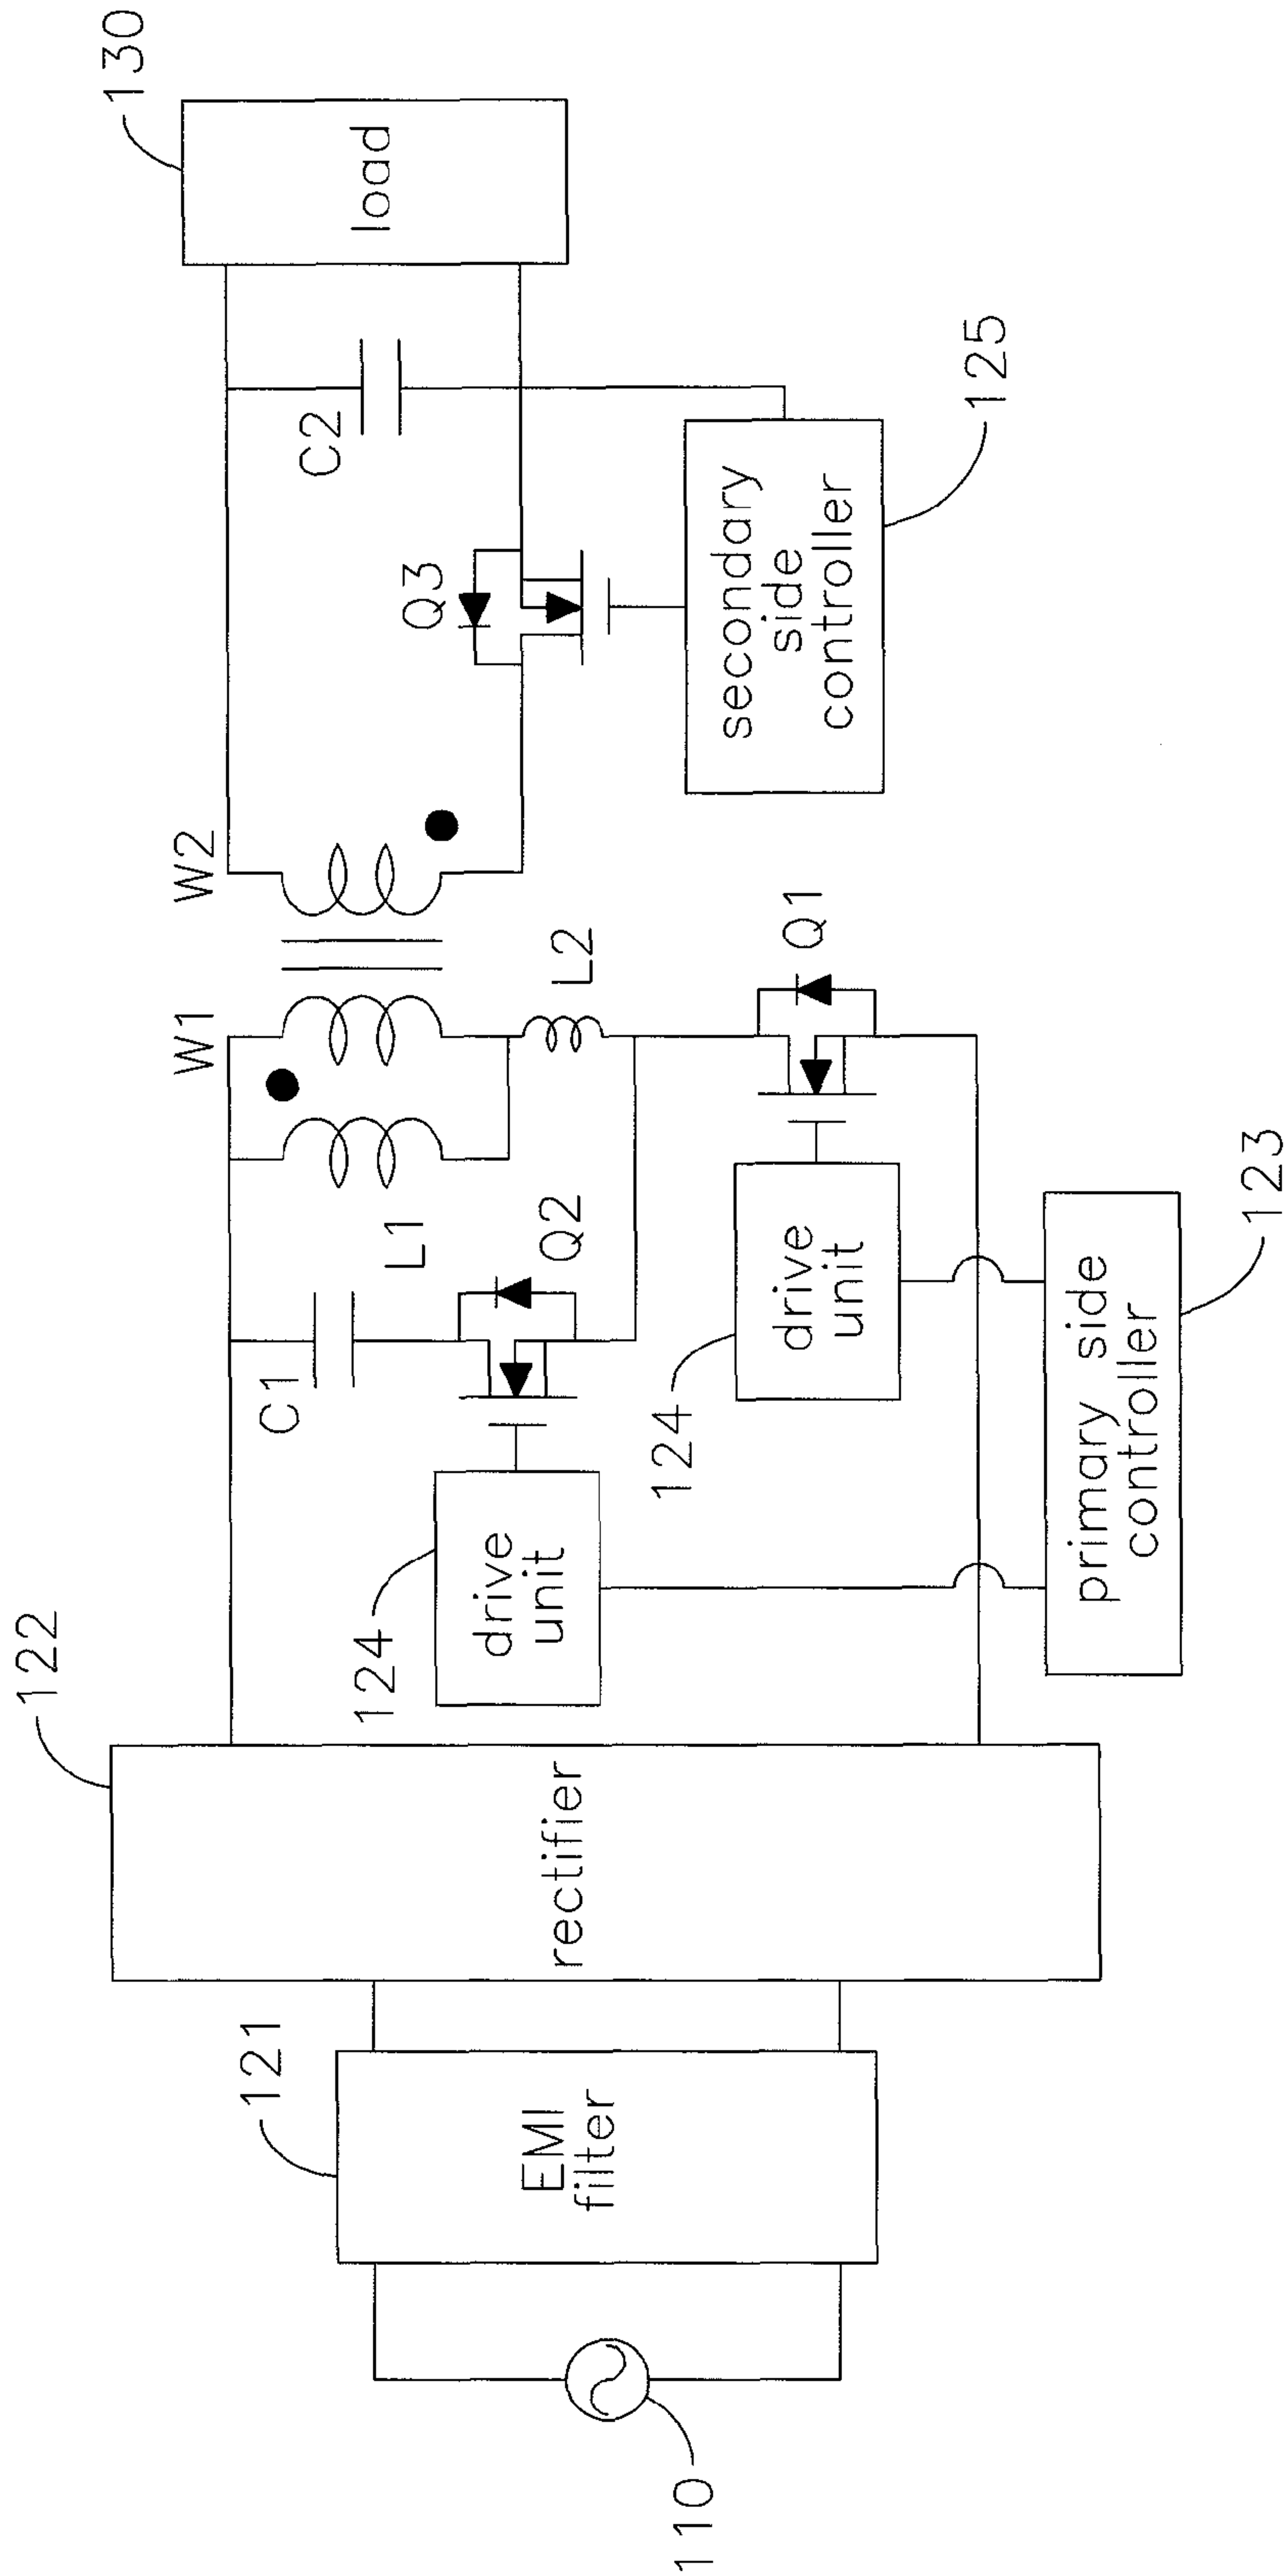 110
121
EMI
filter
122
rectifier
124
drive
unit
C1
L1
Q2
124
drive
unit
123
primary side
controller
W1
W2
L2
Q1
Q3
C2
secondary
side
controller
125
load
130